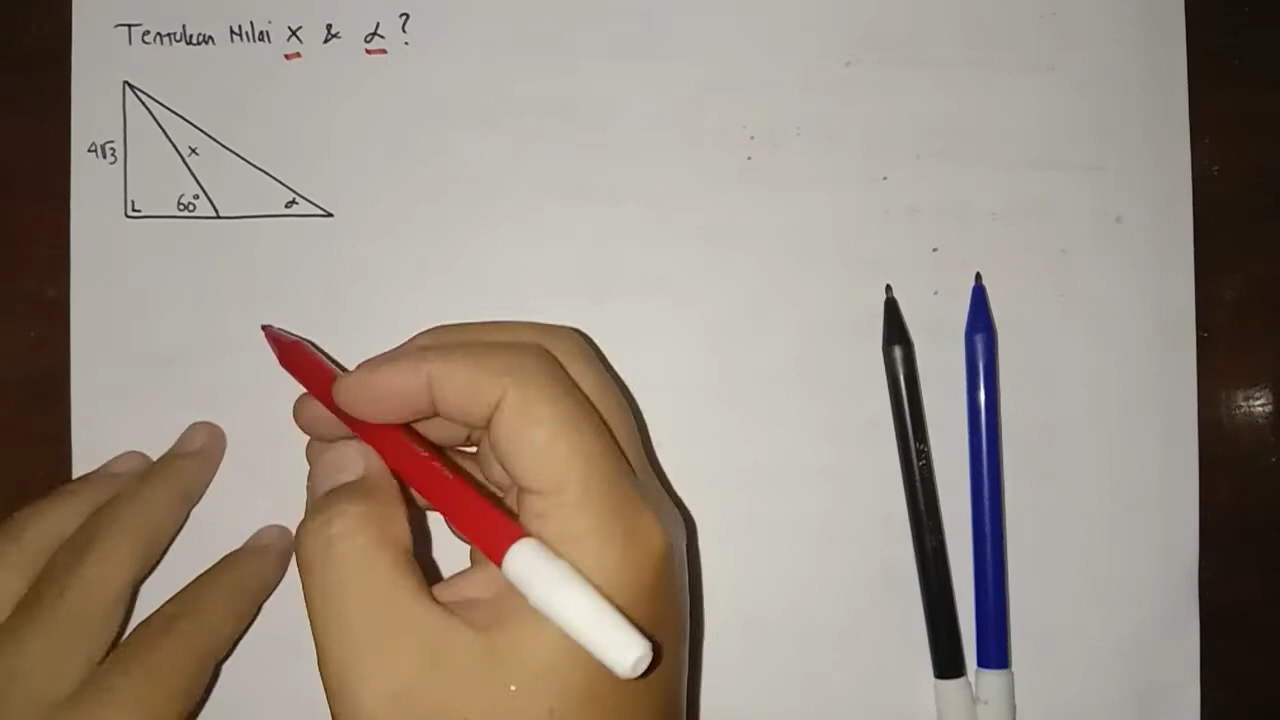 Tentukan Nilai x & α ?
4√3
x
60°
α